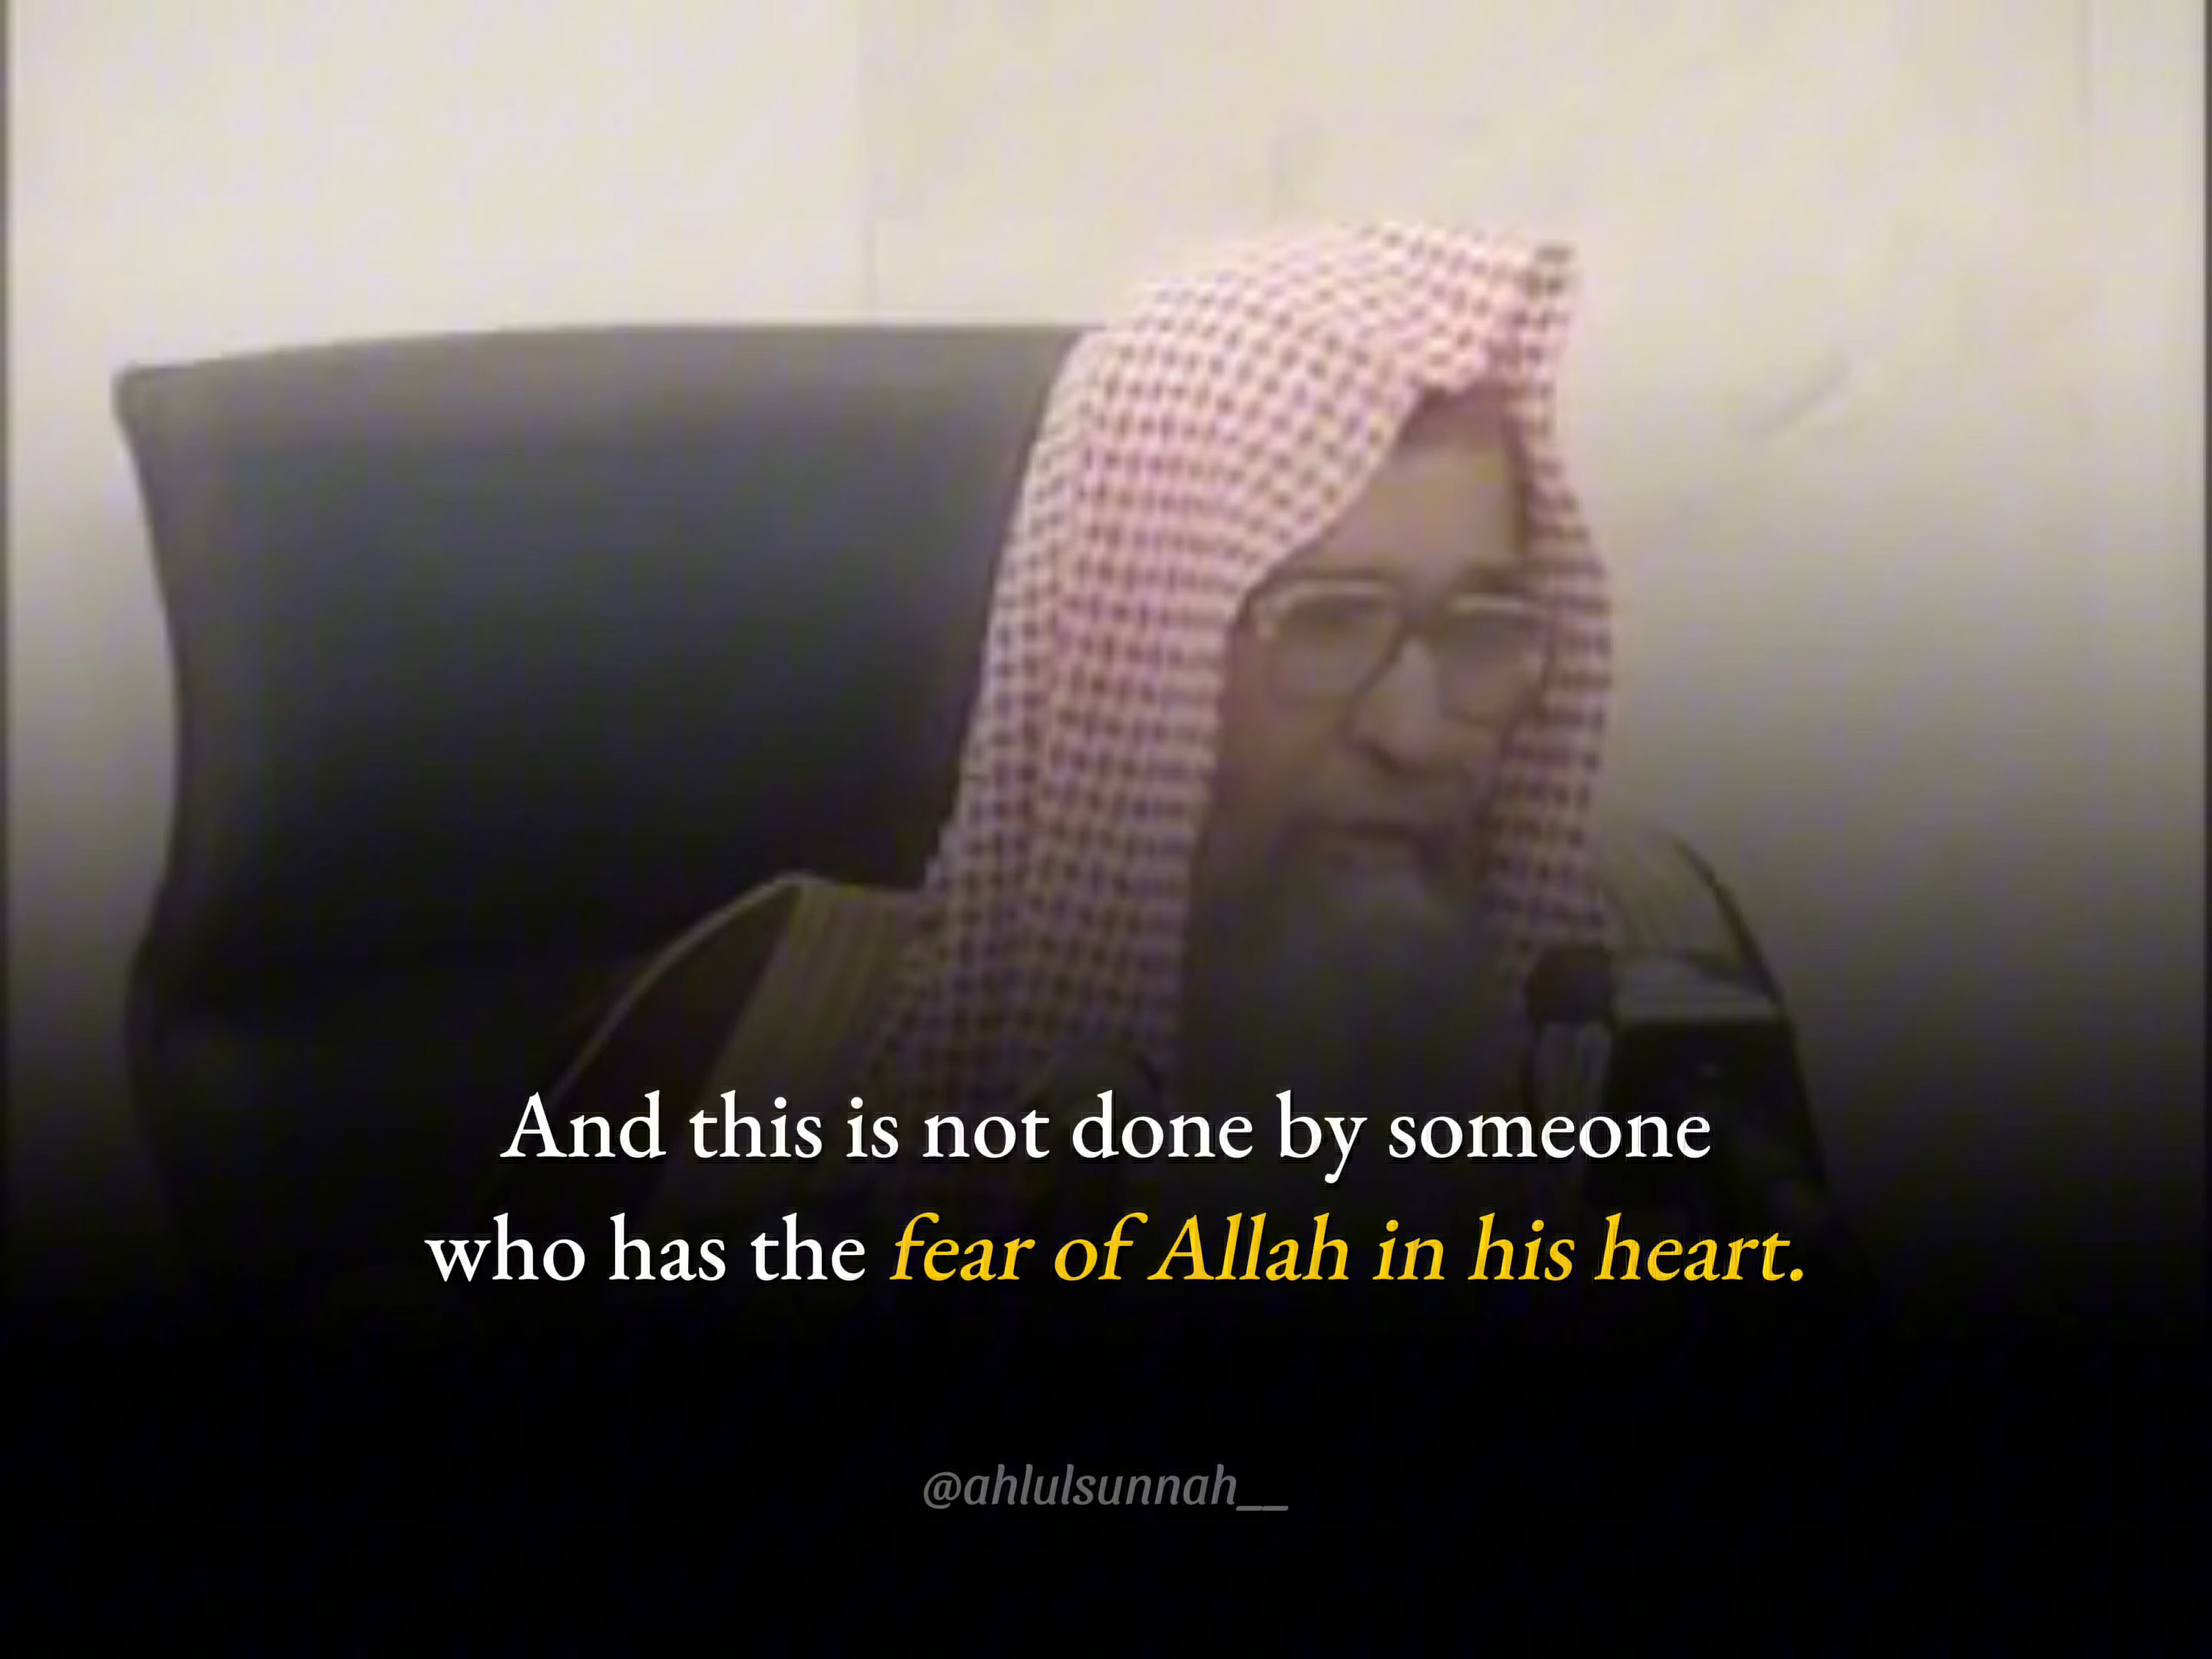 And this is not done by someone
who has the fear of Allah in his heart.
@ahlulsunnah__